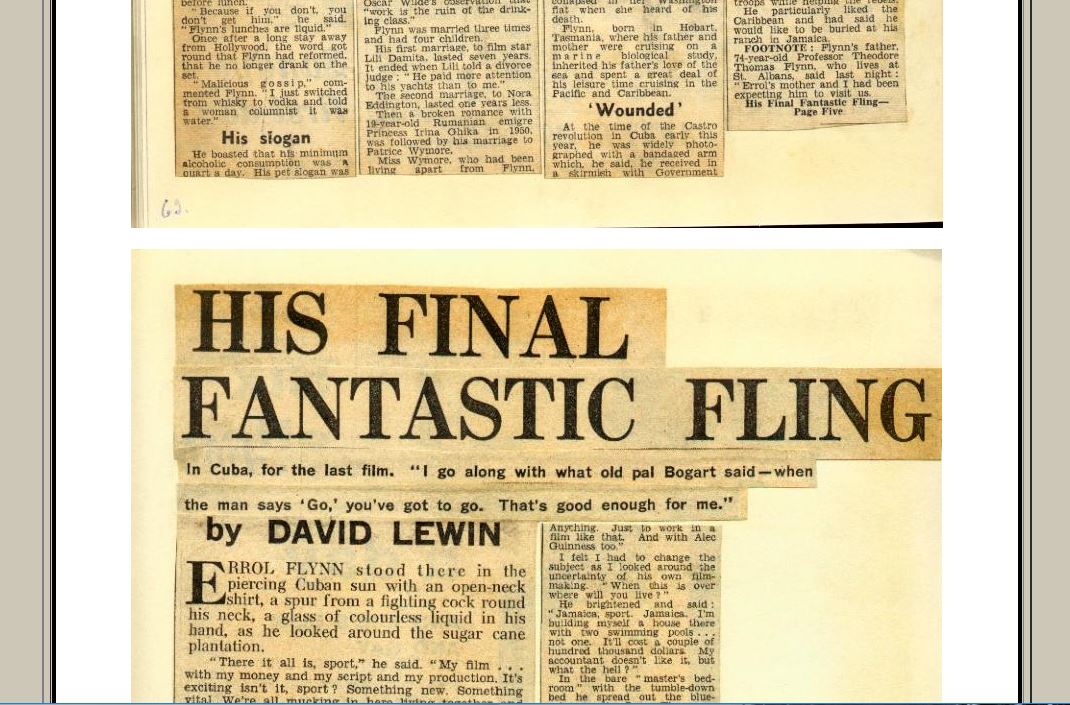 before lunch.
"Because if you don't, you
don't get him," he said.
"Flynn's lunches are liquid."
Once after a long stay away
from Hollywood, the word got
round that Flynn had reformed,
that he no longer drank on the
set.
"Malicious gossip," com-
mented Flynn. "I just switched
from whisky to vodka and told
a woman columnist it was
water."
His slogan
He boasted that his minimum
alcoholic consumption was a
quart a day. His pet slogan was
Oscar Wilde's observation that
"work is the ruin of the drink-
ing class."
Flynn was married three times
and had four children.
His first marriage, to film star
Lili Damita, lasted seven years.
It ended when Lili told a divorce
judge: "He paid more attention
to his yachts than to me."
The second marriage, to Nora
Eddington, lasted one years less.
Then a broken romance with
19-year-old Rumanian emigre
Princess Irina Ghika in 1950,
was followed by his marriage to
Patrice Wymore.
Miss Wymore, who had been
living apart from Flynn,
collapsed in her Washington
flat when she heard of his
death.
Flynn, born in Hobart,
Tasmania, where his father and
mother were cruising on a
marine biological study,
inherited his father's love of the
sea and spent a great deal of
his leisure time cruising in the
Pacific and Caribbean.
'Wounded'
At the time of the Castro
revolution in Cuba early this
year, he was widely photo-
graphed with a bandaged arm
which, he said, he received in
a skirmish with Government
troops while helping the rebels.
He particularly liked the
Caribbean and had said he
would like to be buried at his
ranch in Jamaica.
FOOTNOTE: Flynn's father,
74-year-old Professor Theodore
Thomas Flynn, who lives at
St. Albans, said last night:
"Errol's mother and I had been
expecting him to visit us.
His Final Fantastic Fling—
Page Five
HIS FINAL
FANTASTIC FLING
In Cuba, for the last film. "I go along with what old pal Bogart said—when
the man says 'Go,' you've got to go. That's good enough for me."
by DAVID LEWIN
ERROL FLYNN stood there in the
piercing Cuban sun with an open-neck
shirt, a spur from a fighting cock round
his neck, a glass of colourless liquid in his
hand, as he looked around the sugar cane
plantation.
"There it all is, sport," he said. "My film . . .
with my money and my script and my production. It's
exciting isn't it, sport? Something new. Something
vital. We're all mucking in here living together and
Anything. Just to work in a
film like that. And with Alec
Guinness too."
I felt I had to change the
subject as I looked around the
uncertainty of his own film-
making. "When this is over
where will you live?"
He brightened and said:
"Jamaica, sport. Jamaica. I'm
building myself a house there
with two swimming pools . . .
not one. It'll cost a couple of
hundred thousand dollars. My
accountant doesn't like it, but
what the hell?"
In the bare "master's bed-
room" with the tumble-down
bed he spread out the blue-